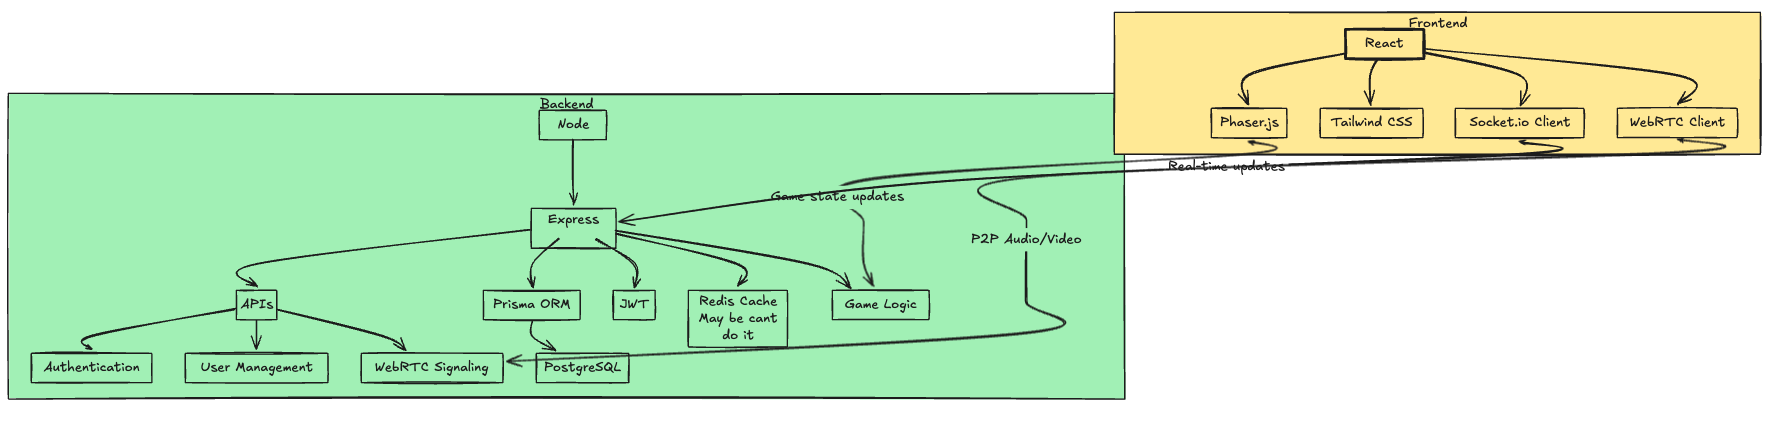 Frontend
React
Phaser.js
Tailwind CSS
Socket.io Client
WebRTC Client
Backend
Node
Real-time updates
Game state updates
Express
P2P Audio/Video
APIs
Prisma ORM
JWT
Redis Cache
May be cant
do it
Game Logic
Authentication
User Management
WebRTC Signaling
PostgreSQL